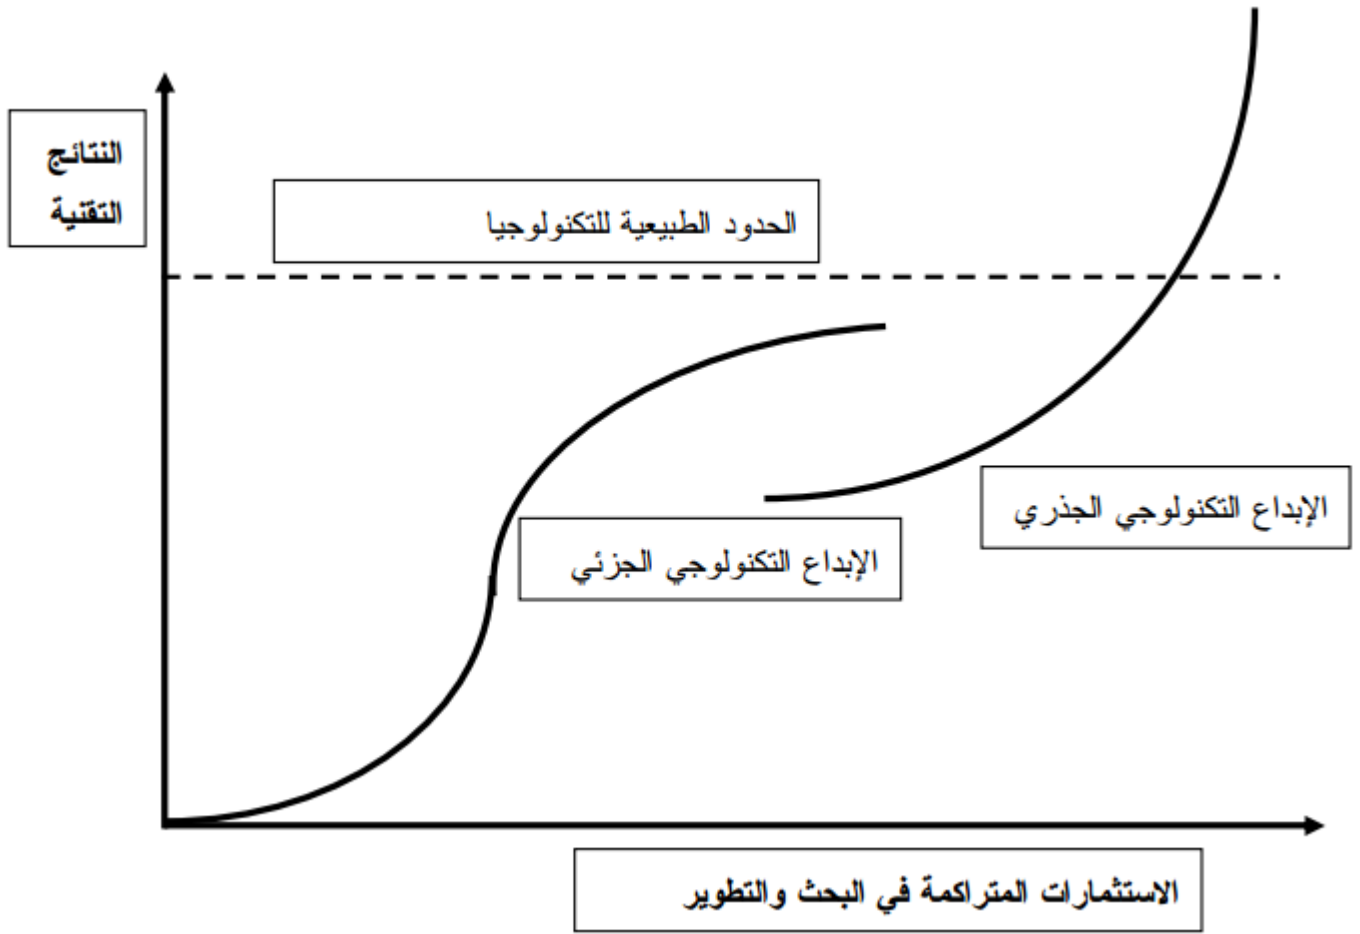 النتائج
التقنية
الحدود الطبيعية للتكنولوجيا
الإبداع التكنولوجي الجذري
الإبداع التكنولوجي الجزئي
الاستثمارات المتراكمة في البحث والتطوير